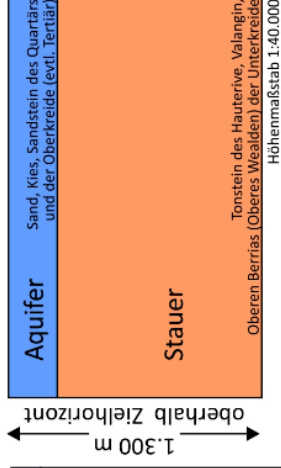 Aquifer
Sand, Kies, Sandstein des Quartärs
und der Oberkreide (evtl. Tertiär)
Stauer
Tonstein des Hauterive, Valangin,
Oberen Berrias (Oberes Wealden) der Unterkreide
Höhenmaßstab 1:40.000
1.300 m
oberhalb Zielhorizont